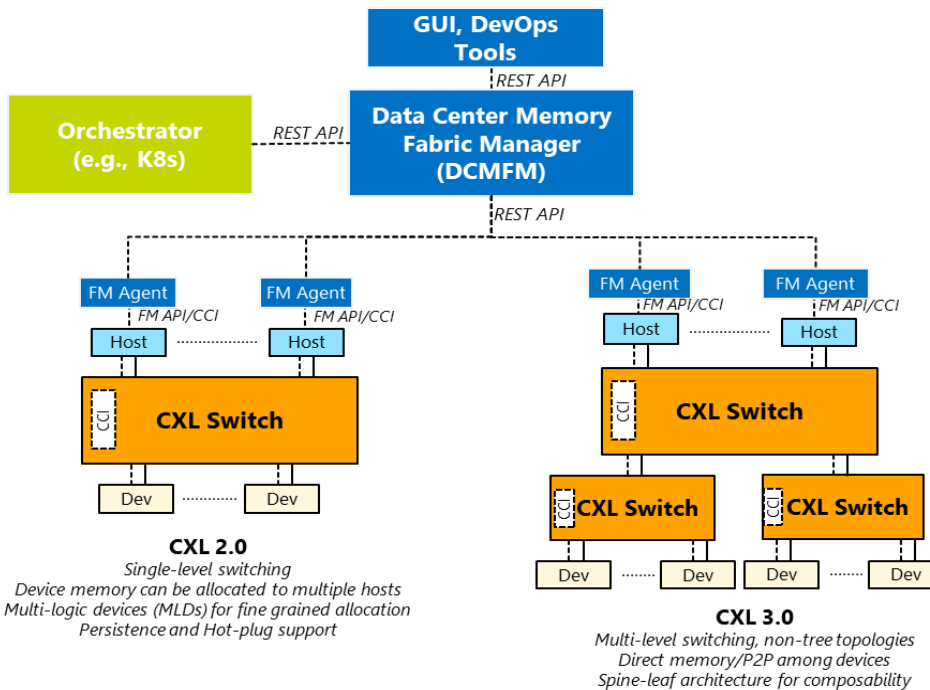 GUI, DevOps
Tools
REST API
Orchestrator
(e.g., K8s)
REST API
Data Center Memory
Fabric Manager
(DCMFM)
REST API
FM Agent
FM Agent
FM Agent
FM Agent
FM API/CCI
FM API/CCI
FM API/CCI
FM API/CCI
Host
Host
Host
Host
CCI
CXL Switch
CCI
CXL Switch
Dev
Dev
CCI
CXL Switch
CCI
CXL Switch
Dev
Dev
Dev
Dev
CXL 2.0
Single-level switching
Device memory can be allocated to multiple hosts
Multi-logic devices (MLDs) for fine grained allocation
Persistence and Hot-plug support
CXL 3.0
Multi-level switching, non-tree topologies
Direct memory/P2P among devices
Spine-leaf architecture for composability